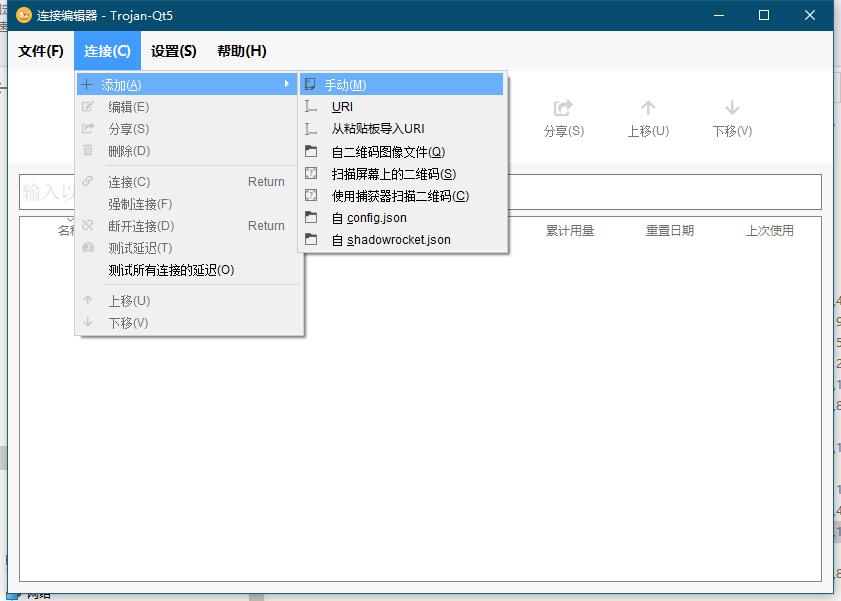 连接编辑器 - Trojan-Qt5
文件(F) 连接(C) 设置(S) 帮助(H)
添加(A)
编辑(E)
分享(S)
删除(D)
连接(C) Return
强制连接(F)
断开连接(D) Return
测试延迟(T)
测试所有连接的延迟(O)
上移(U)
下移(V)
手动(M)
URI
从粘贴板导入URI
自二维码图像文件(Q)
扫描屏幕上的二维码(S)
使用捕获器扫描二维码(C)
自 config.json
自 shadowrocket.json
分享(S) 上移(U) 下移(V)
输入以
累计用量 重置日期 上次使用
网络